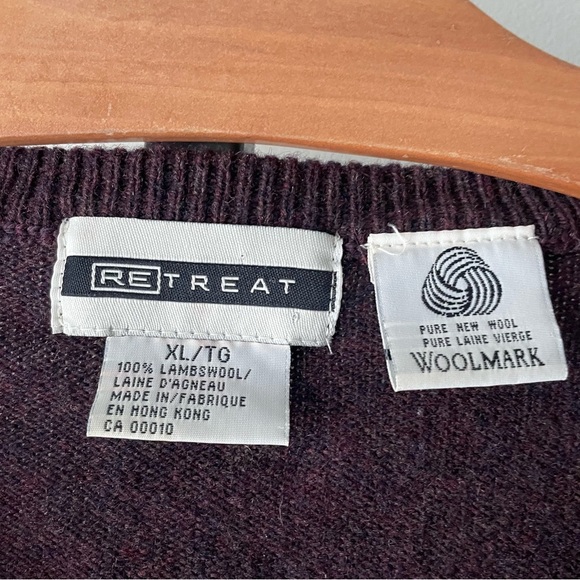 RETREAT
XL/TG
100% LAMBSWOOL/
LAINE D'AGNEAU
MADE IN/FABRIQUE
EN HONG KONG
CA 00010
PURE NEW WOOL
PURE LAINE VIERGE
WOOLMARK